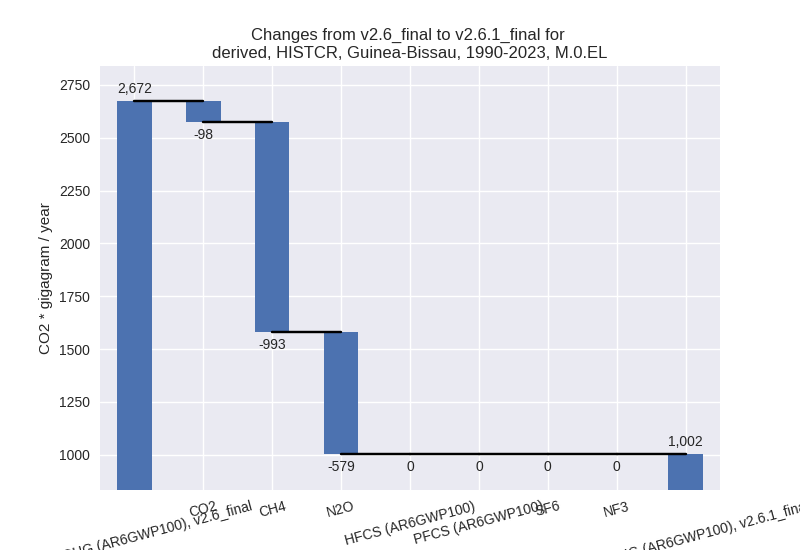 Changes from v2.6_final to v2.6.1_final for
derived, HISTCR, Guinea-Bissau, 1990-2023, M.0.EL
CO2 * gigagram / year
2750
2500
2250
2000
1750
1500
1250
1000
2,672
-98
-993
-579
0
0
0
0
1,002
(AR6GWP100), v2.6_final
CO2
CH4
N2O
HFCS (AR6GWP100)
PFCS (AR6GWP100)
SF6
NF3
(AR6GWP100), v2.6.1_final